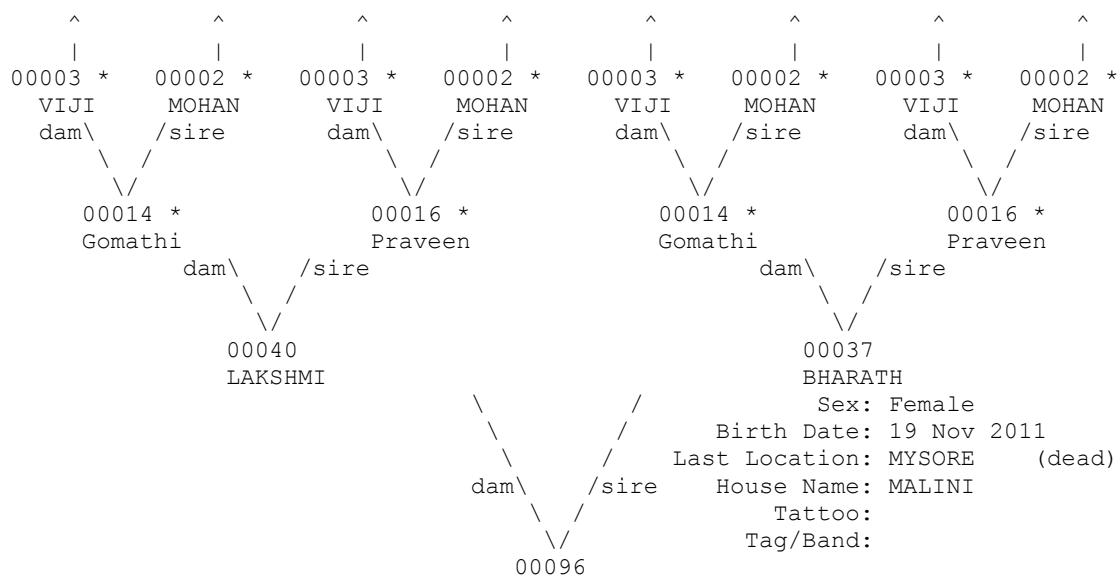 ^ ^ ^ ^ ^ ^ ^ ^
| | | | | | | |
00003 * 00002 * 00003 * 00002 * 00003 * 00002 * 00003 * 00002 *
VIJI MOHAN VIJI MOHAN VIJI MOHAN VIJI MOHAN
dam\ /sire dam\ /sire dam\ /sire dam\ /sire
\ / \ / \ / \ /
\/ \/ \/ \/
00014 * 00016 * 00014 * 00016 *
Gomathi Praveen Gomathi Praveen
dam\ /sire dam\ /sire
\ / \ /
\/ \/
00040 00037
LAKSHMI BHARATH
\ / Sex: Female
\ / Birth Date: 19 Nov 2011
\ / Last Location: MYSORE (dead)
dam\ /sire House Name: MALINI
\ / Tattoo:
\/ Tag/Band:
00096